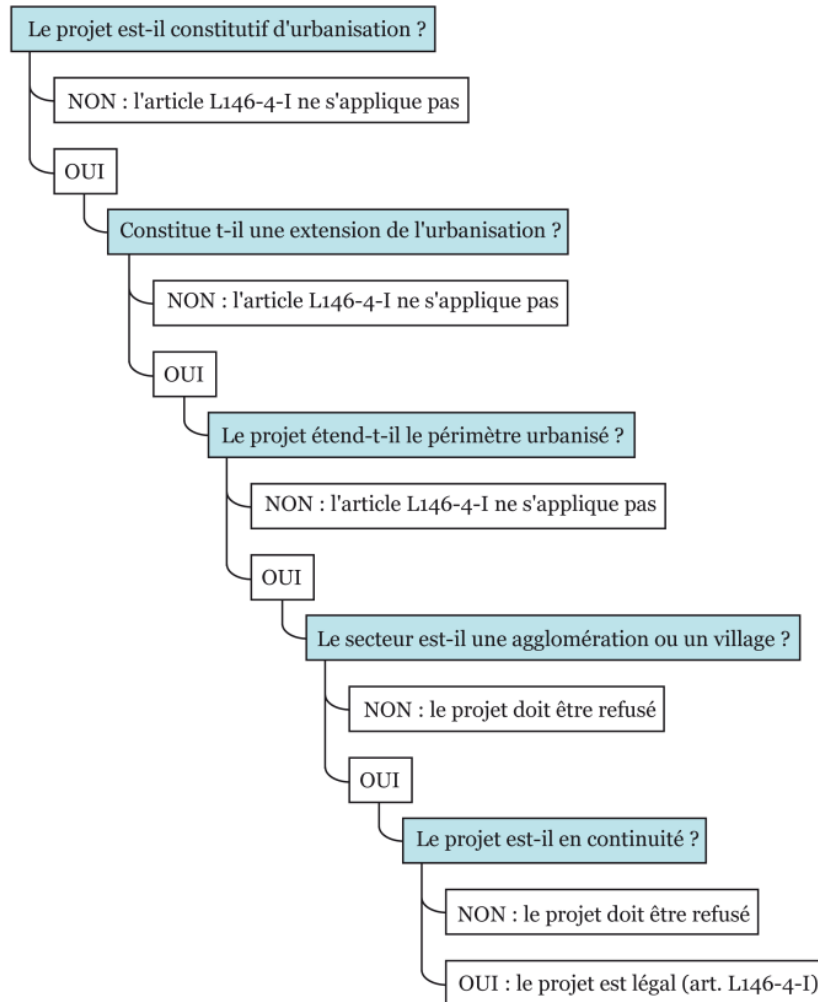 Le projet est-il constitutif d'urbanisation ?
NON : l'article L146-4-I ne s'applique pas
OUI
Constitue t-il une extension de l'urbanisation ?
NON : l'article L146-4-I ne s'applique pas
OUI
Le projet étend-t-il le périmètre urbanisé ?
NON : l'article L146-4-I ne s'applique pas
OUI
Le secteur est-il une agglomération ou un village ?
NON : le projet doit être refusé
OUI
Le projet est-il en continuité ?
NON : le projet doit être refusé
OUI : le projet est légal (art. L146-4-I)